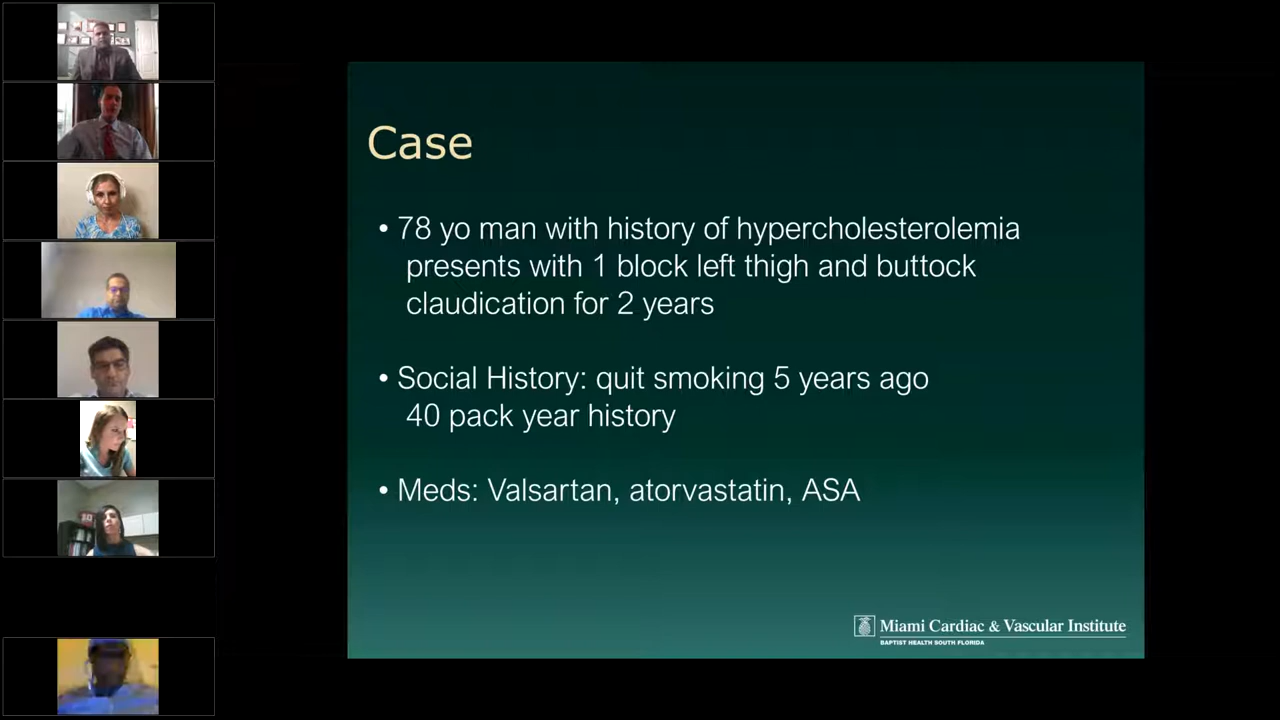 Case
• 78 yo man with history of hypercholesterolemia
presents with 1 block left thigh and buttock
claudication for 2 years
• Social History: quit smoking 5 years ago
40 pack year history
• Meds: Valsartan, atorvastatin, ASA
Miami Cardiac & Vascular Institute
BAPTIST HEALTH SOUTH FLORIDA